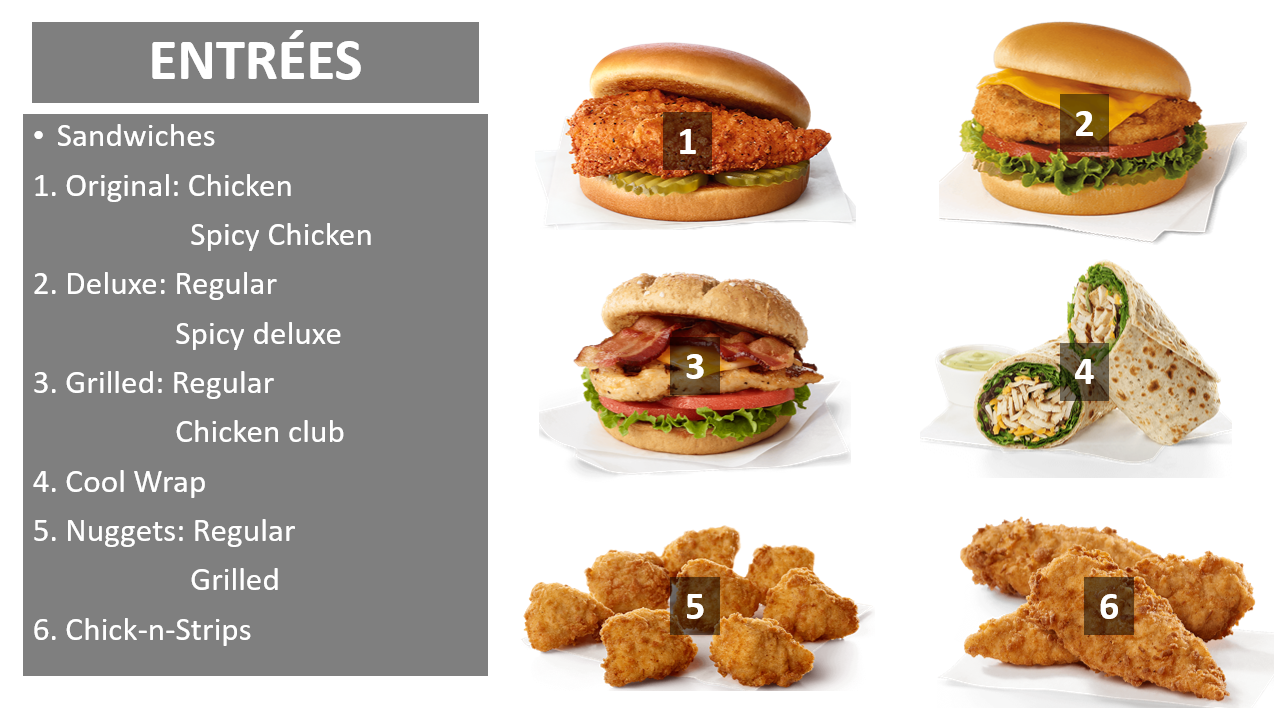 ENTRÉES
• Sandwiches
1. Original: Chicken
Spicy Chicken
2. Deluxe: Regular
Spicy deluxe
3. Grilled: Regular
Chicken club
4. Cool Wrap
5. Nuggets: Regular
Grilled
6. Chick-n-Strips
1
2
3
4
5
6